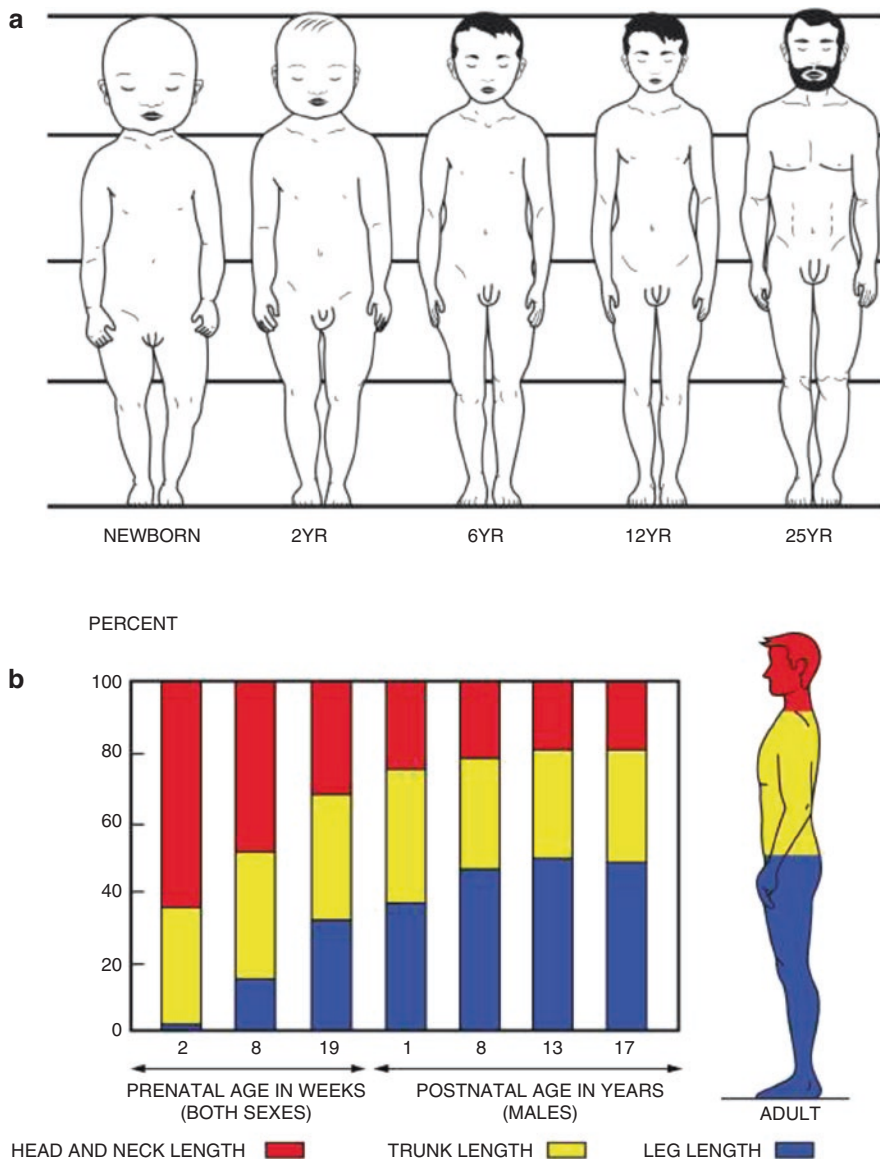 a
NEWBORN 2YR 6YR 12YR 25YR
PERCENT
b
100
80
60
40
20
0
2 8 19 1 8 13 17
PRENATAL AGE IN WEEKS
(BOTH SEXES)
POSTNATAL AGE IN YEARS
(MALES)
ADULT
HEAD AND NECK LENGTH TRUNK LENGTH LEG LENGTH